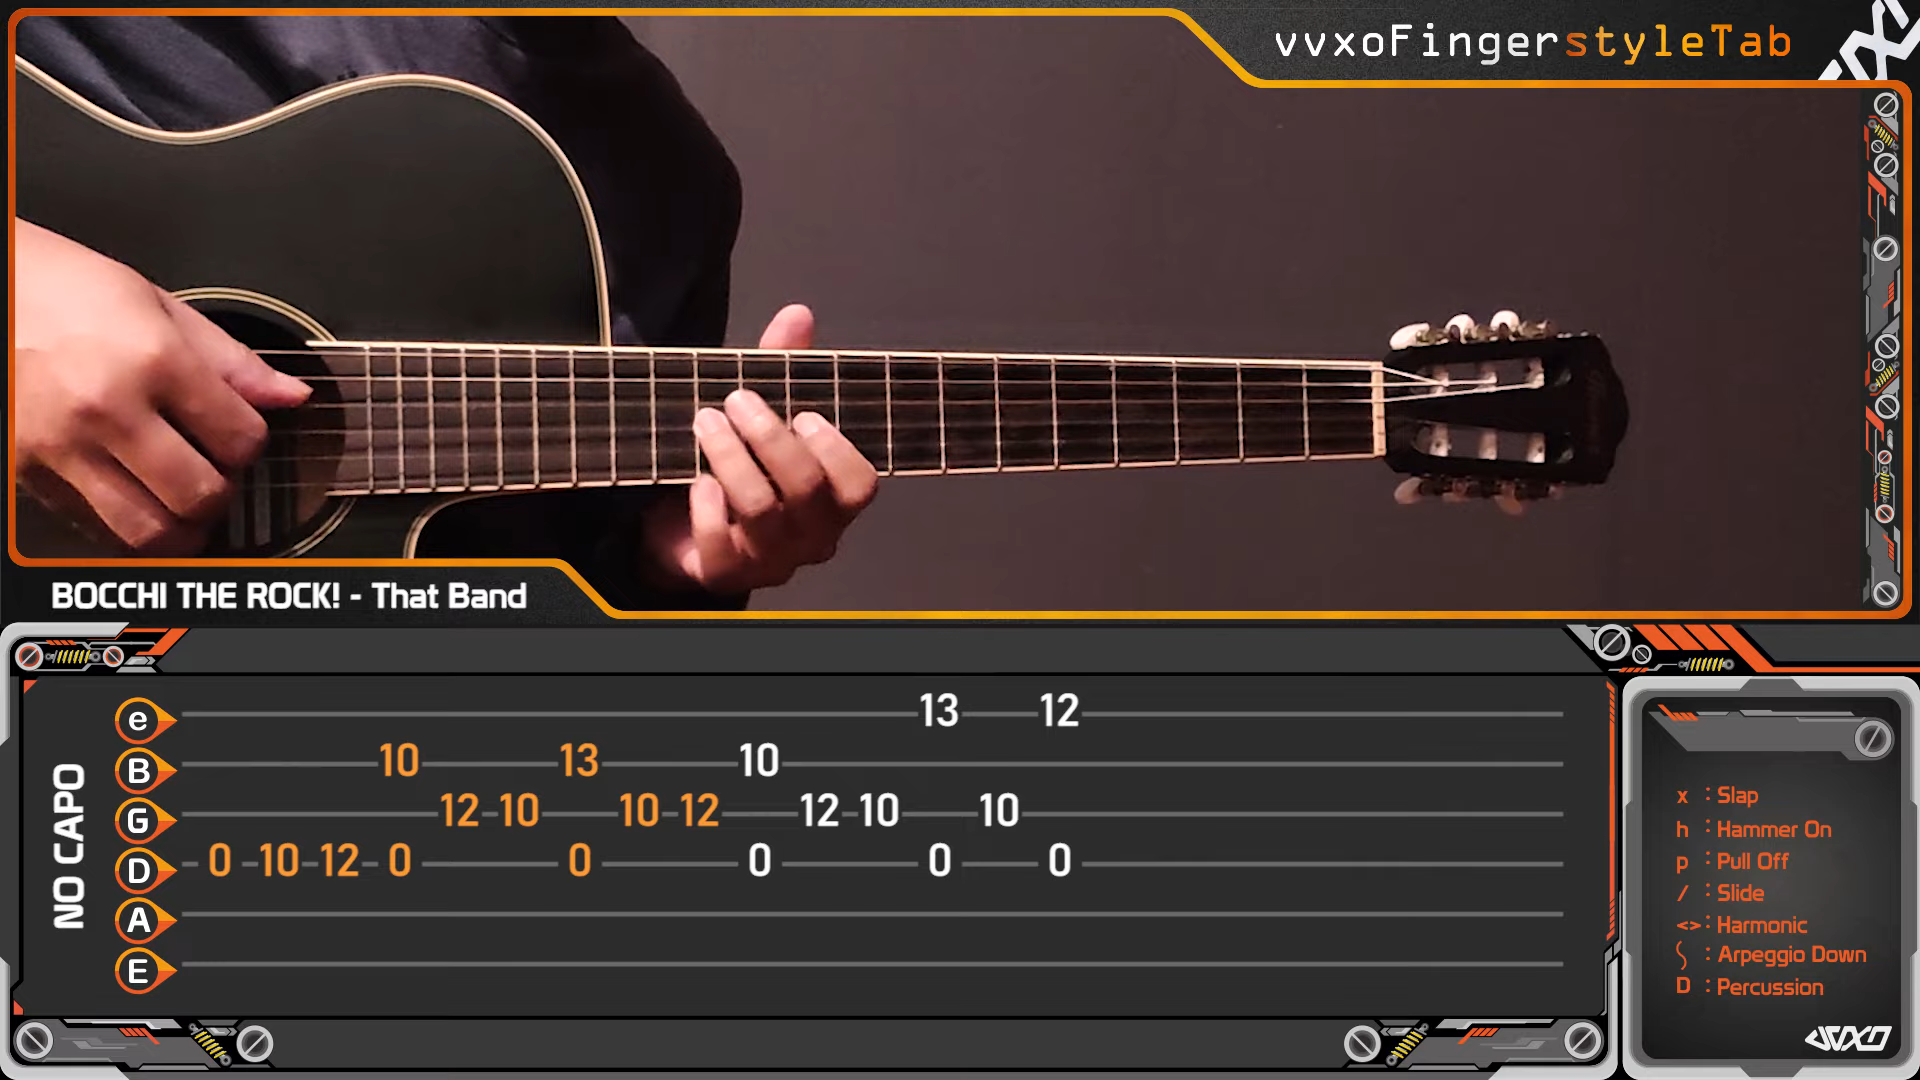 vvxoFingerstyleTab
BOCCHI THE ROCK! - That Band
NO CAPO
e 13 12
B 10 13 10
G 12 10 10 12 12 10 10
D 0 10 12 0 0 0 0 0
A
E
x : Slap
h : Hammer On
p : Pull Off
/ : Slide
<> : Harmonic
: Arpeggio Down
D : Percussion